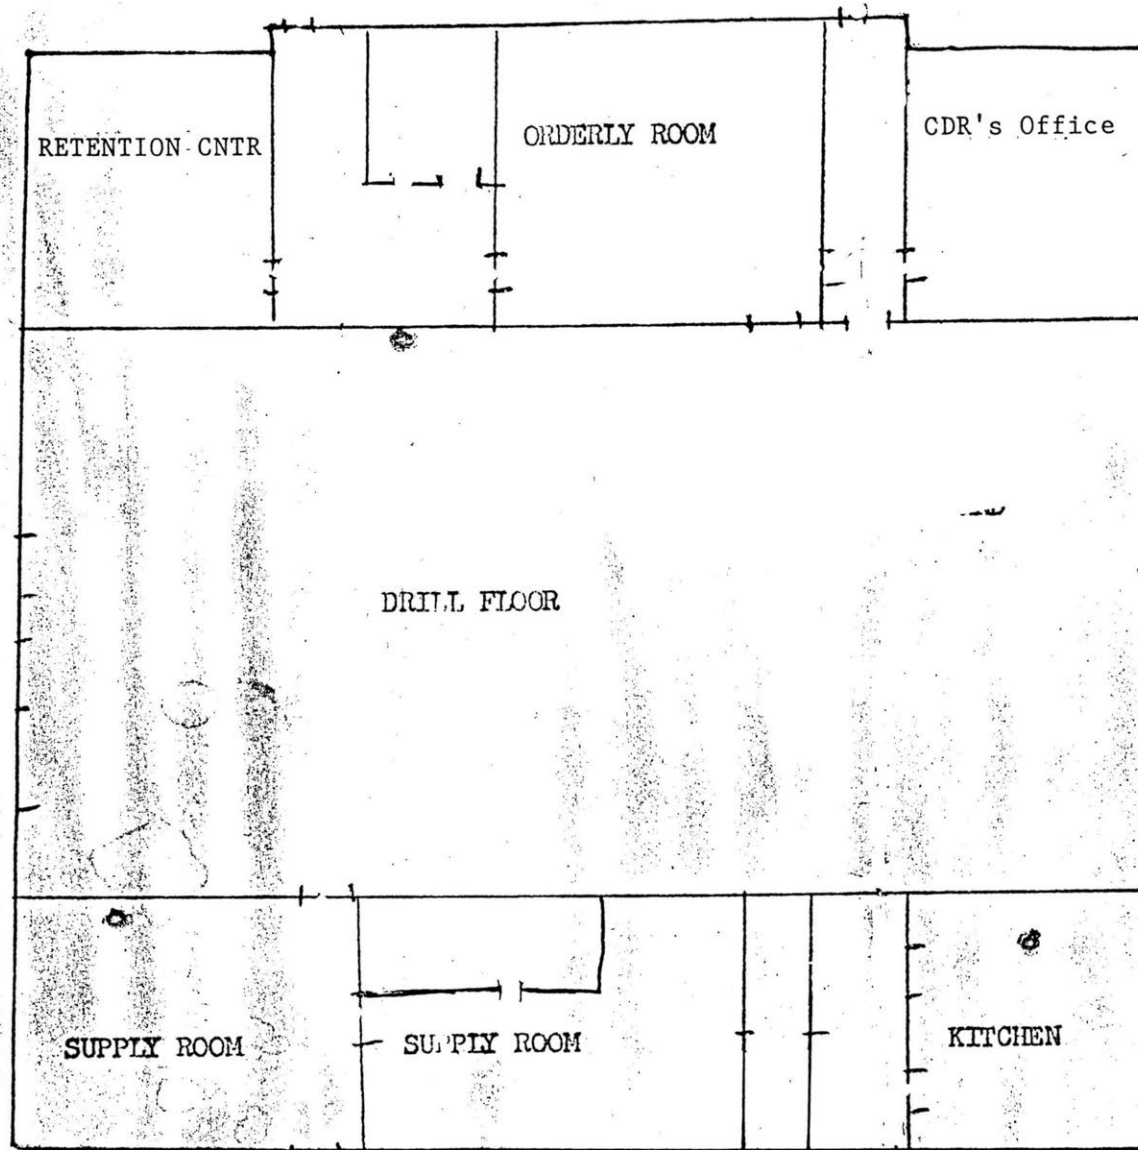 RETENTION CNTR
ORDERLY ROOM
CDR's Office
DRILL FLOOR
SUPPLY ROOM
SUPPLY ROOM
KITCHEN